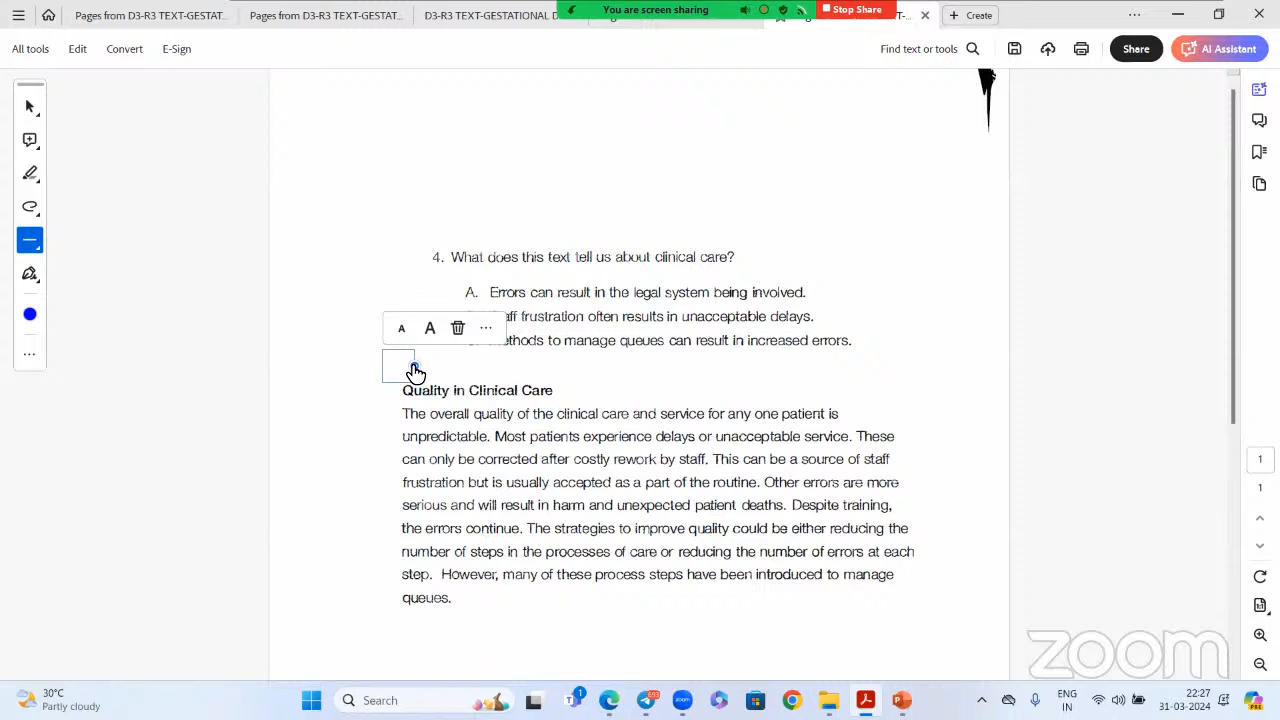 Pages from D3-R3 TEXT-GESTAT...
Pages from D3-R3 TEXT-GESTAT...
D3-R3 TEXT-GESTATIONAL D
You are screen sharing
Stop Share
Create
All tools
Edit
Convert
E-Sign
Find text or tools
Share
AI Assistant
4. What does this text tell us about clinical care?
A. Errors can result in the legal system being involved.
aff frustration often results in unacceptable delays.
A A ...
ethods to manage queues can result in increased errors.
Quality in Clinical Care
The overall quality of the clinical care and service for any one patient is
unpredictable. Most patients experience delays or unacceptable service. These
can only be corrected after costly rework by staff. This can be a source of staff
frustration but is usually accepted as a part of the routine. Other errors are more
serious and will result in harm and unexpected patient deaths. Despite training,
the errors continue. The strategies to improve quality could be either reducing the
number of steps in the processes of care or reducing the number of errors at each
step. However, many of these process steps have been introduced to manage
queues.
1
1
zoom
30°C
Partly cloudy
Search
1
693
zoom
ENG
IN
22:27
31-03-2024